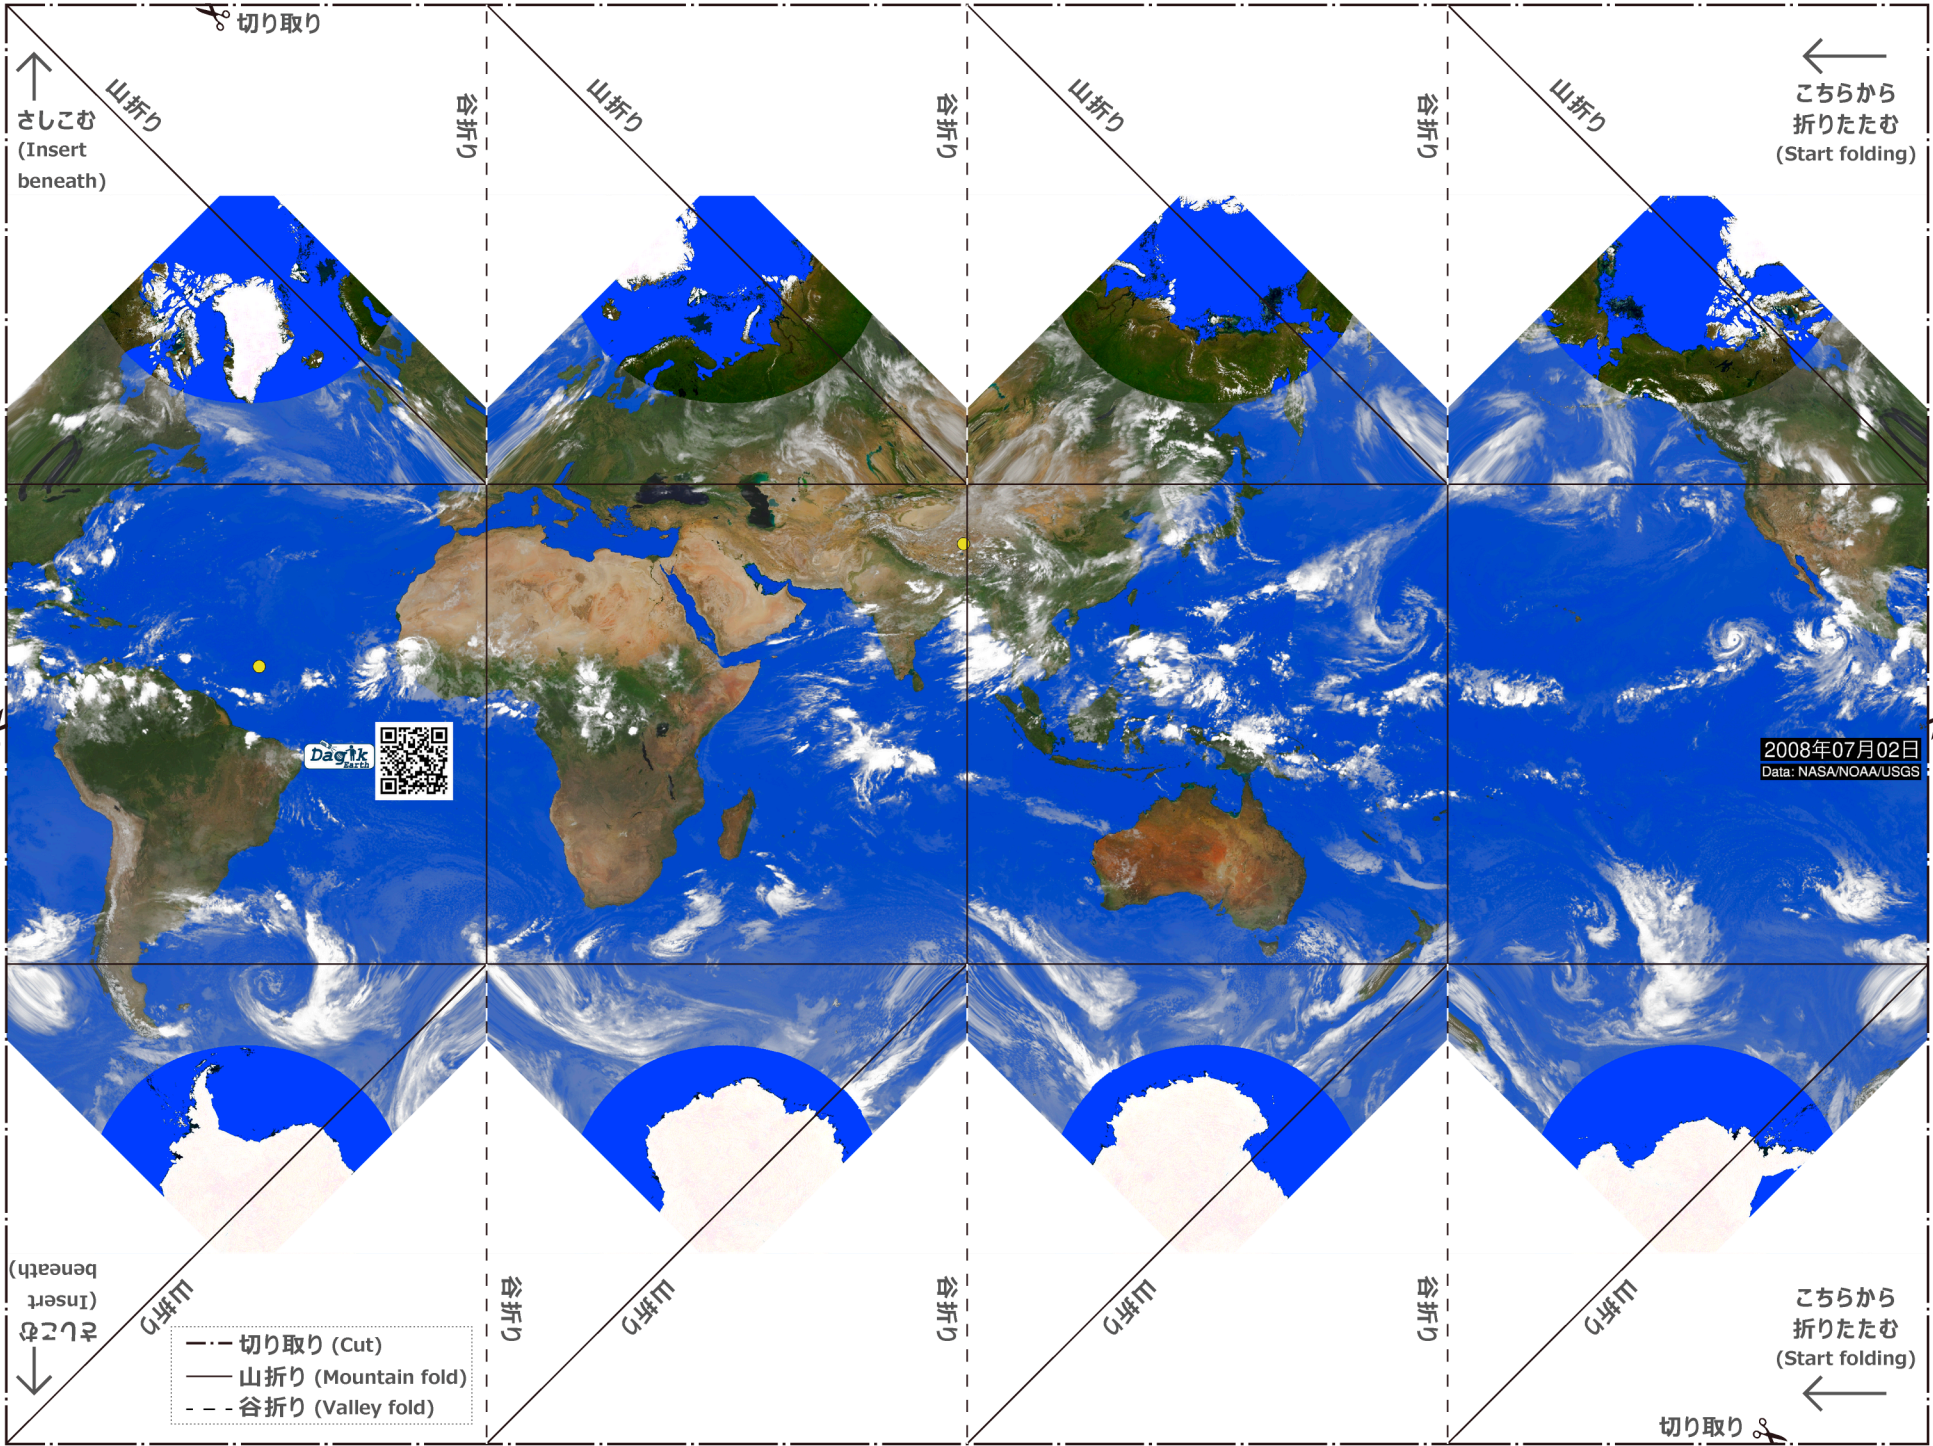 切り取り
山折り
谷折り
山折り
谷折り
山折り
谷折り
山折り
さしこむ
(Insert
beneath)
こちらから
折りたたむ
(Start folding)
Dagik
Earth
2008年07月02日
Data: NASA/NOAA/USGS
さしこむ
(Insert
beneath)
山折り
谷折り
山折り
谷折り
山折り
谷折り
山折り
切り取り (Cut)
山折り (Mountain fold)
谷折り (Valley fold)
こちらから
折りたたむ
(Start folding)
切り取り